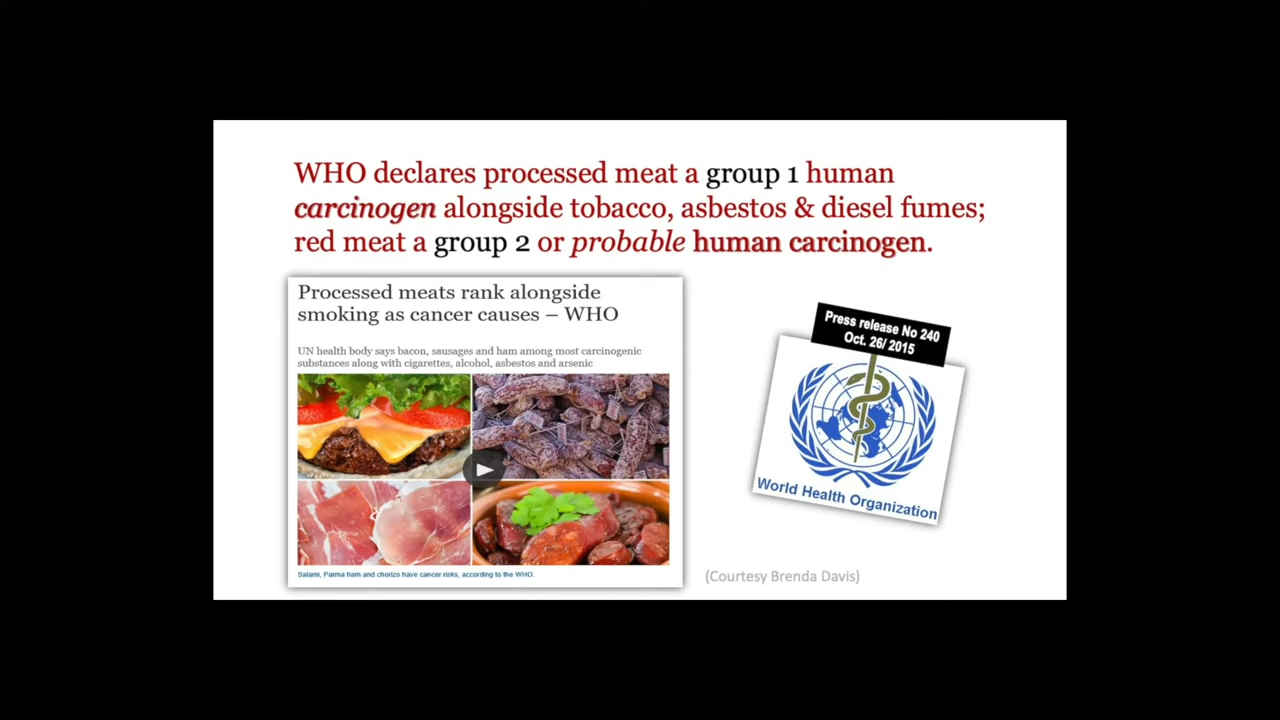 WHO declares processed meat a group 1 human
carcinogen alongside tobacco, asbestos & diesel fumes;
red meat a group 2 or probable human carcinogen.
Processed meats rank alongside
smoking as cancer causes – WHO
UN health body says bacon, sausages and ham among most carcinogenic
substances along with cigarettes, alcohol, asbestos and arsenic
Salami, Parma ham and chorizo have cancer risks, according to the WHO.
Press release No 240
Oct. 26/ 2015
World Health Organization
(Courtesy Brenda Davis)